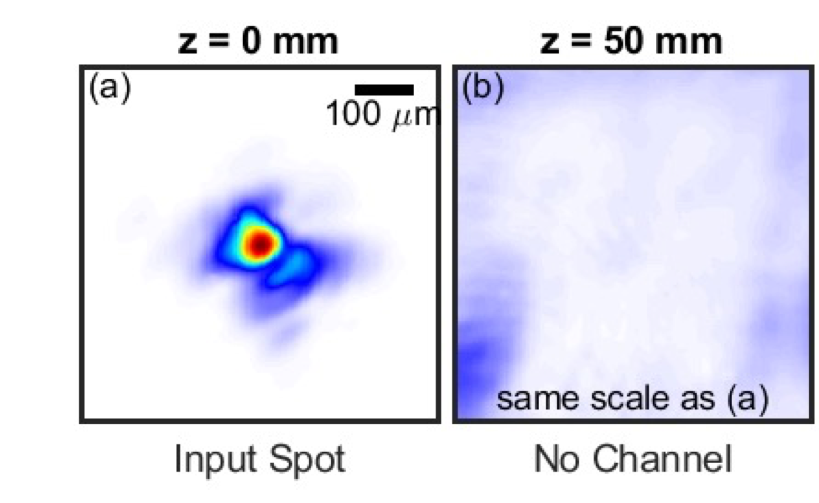 z = 0 mm
z = 50 mm
(a)
100 μm
(b)
same scale as (a)
Input Spot
No Channel